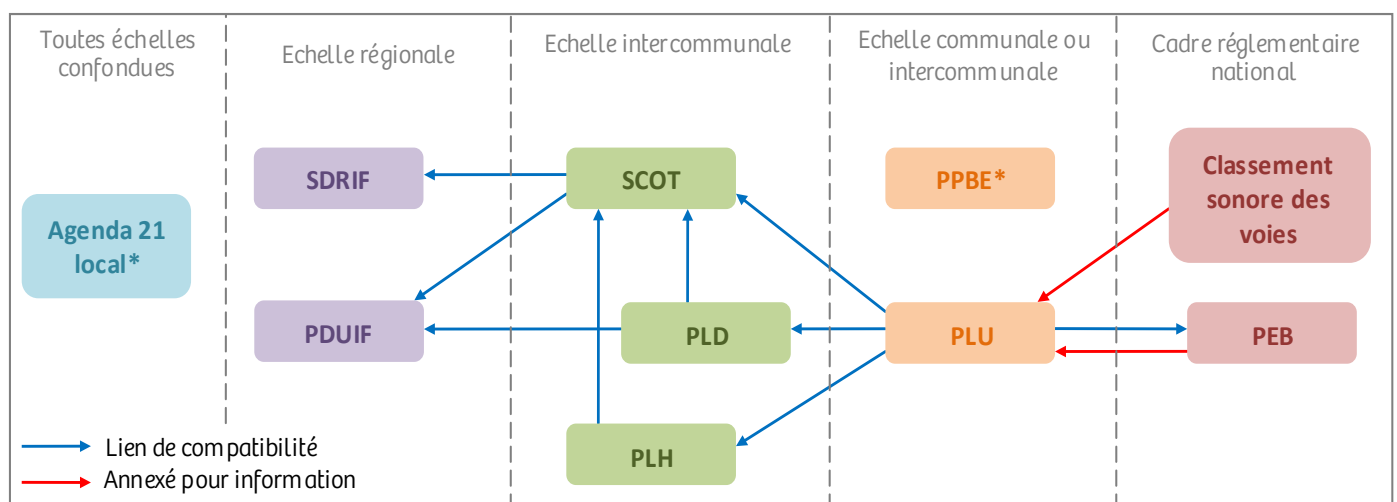 Toutes échelles
confondues
Echelle régionale
Echelle intercommunale
Echelle communale ou
intercommunale
Cadre réglementaire
national
SDRIF
SCOT
PPBE*
Classement
sonore des
voies
Agenda 21
local*
PDUIF
PLD
PLU
PEB
PLH
Lien de compatibilité
Annexé pour information